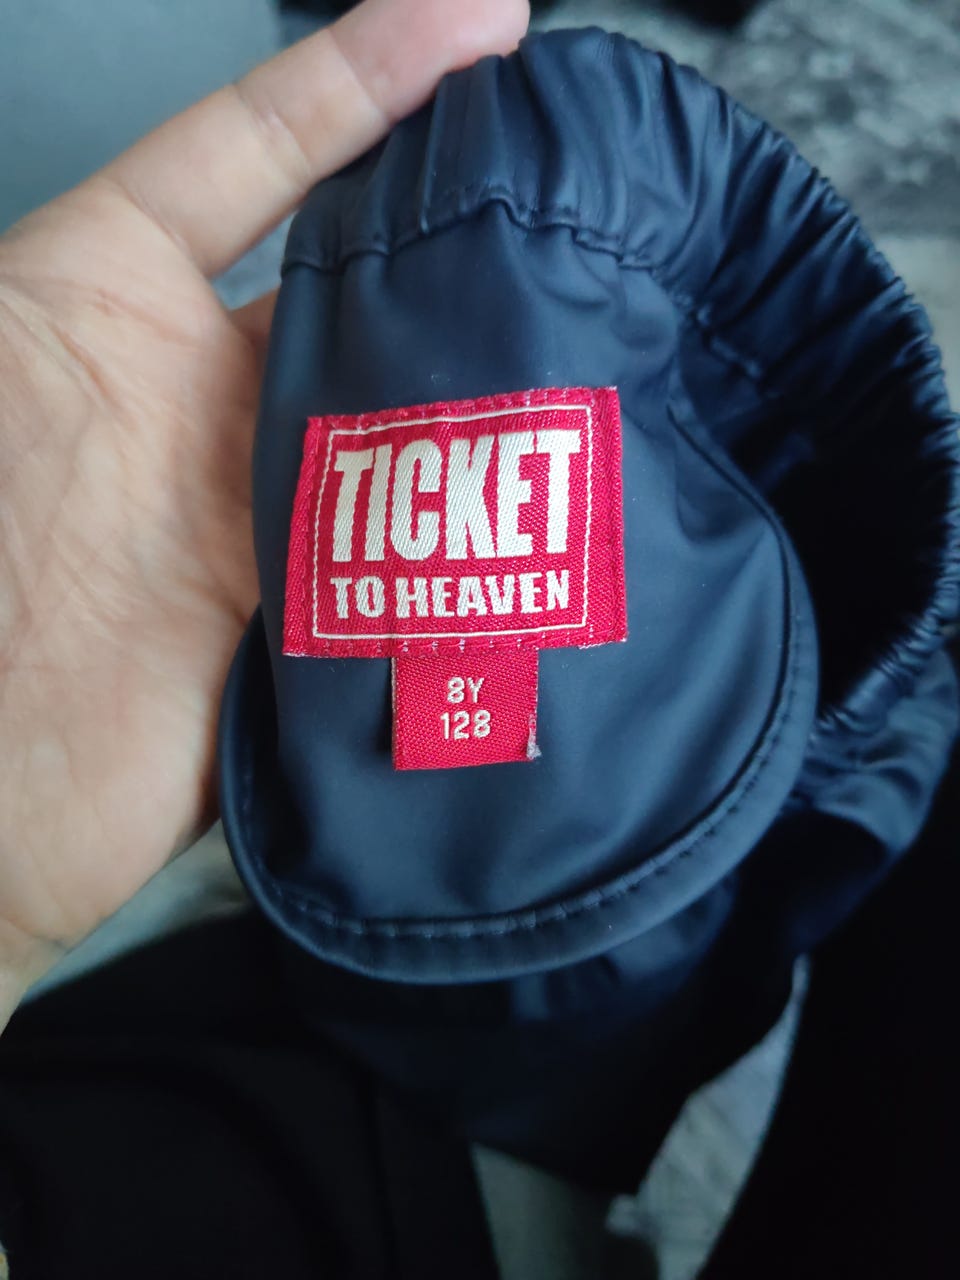 TICKET
TO HEAVEN
8Y
128